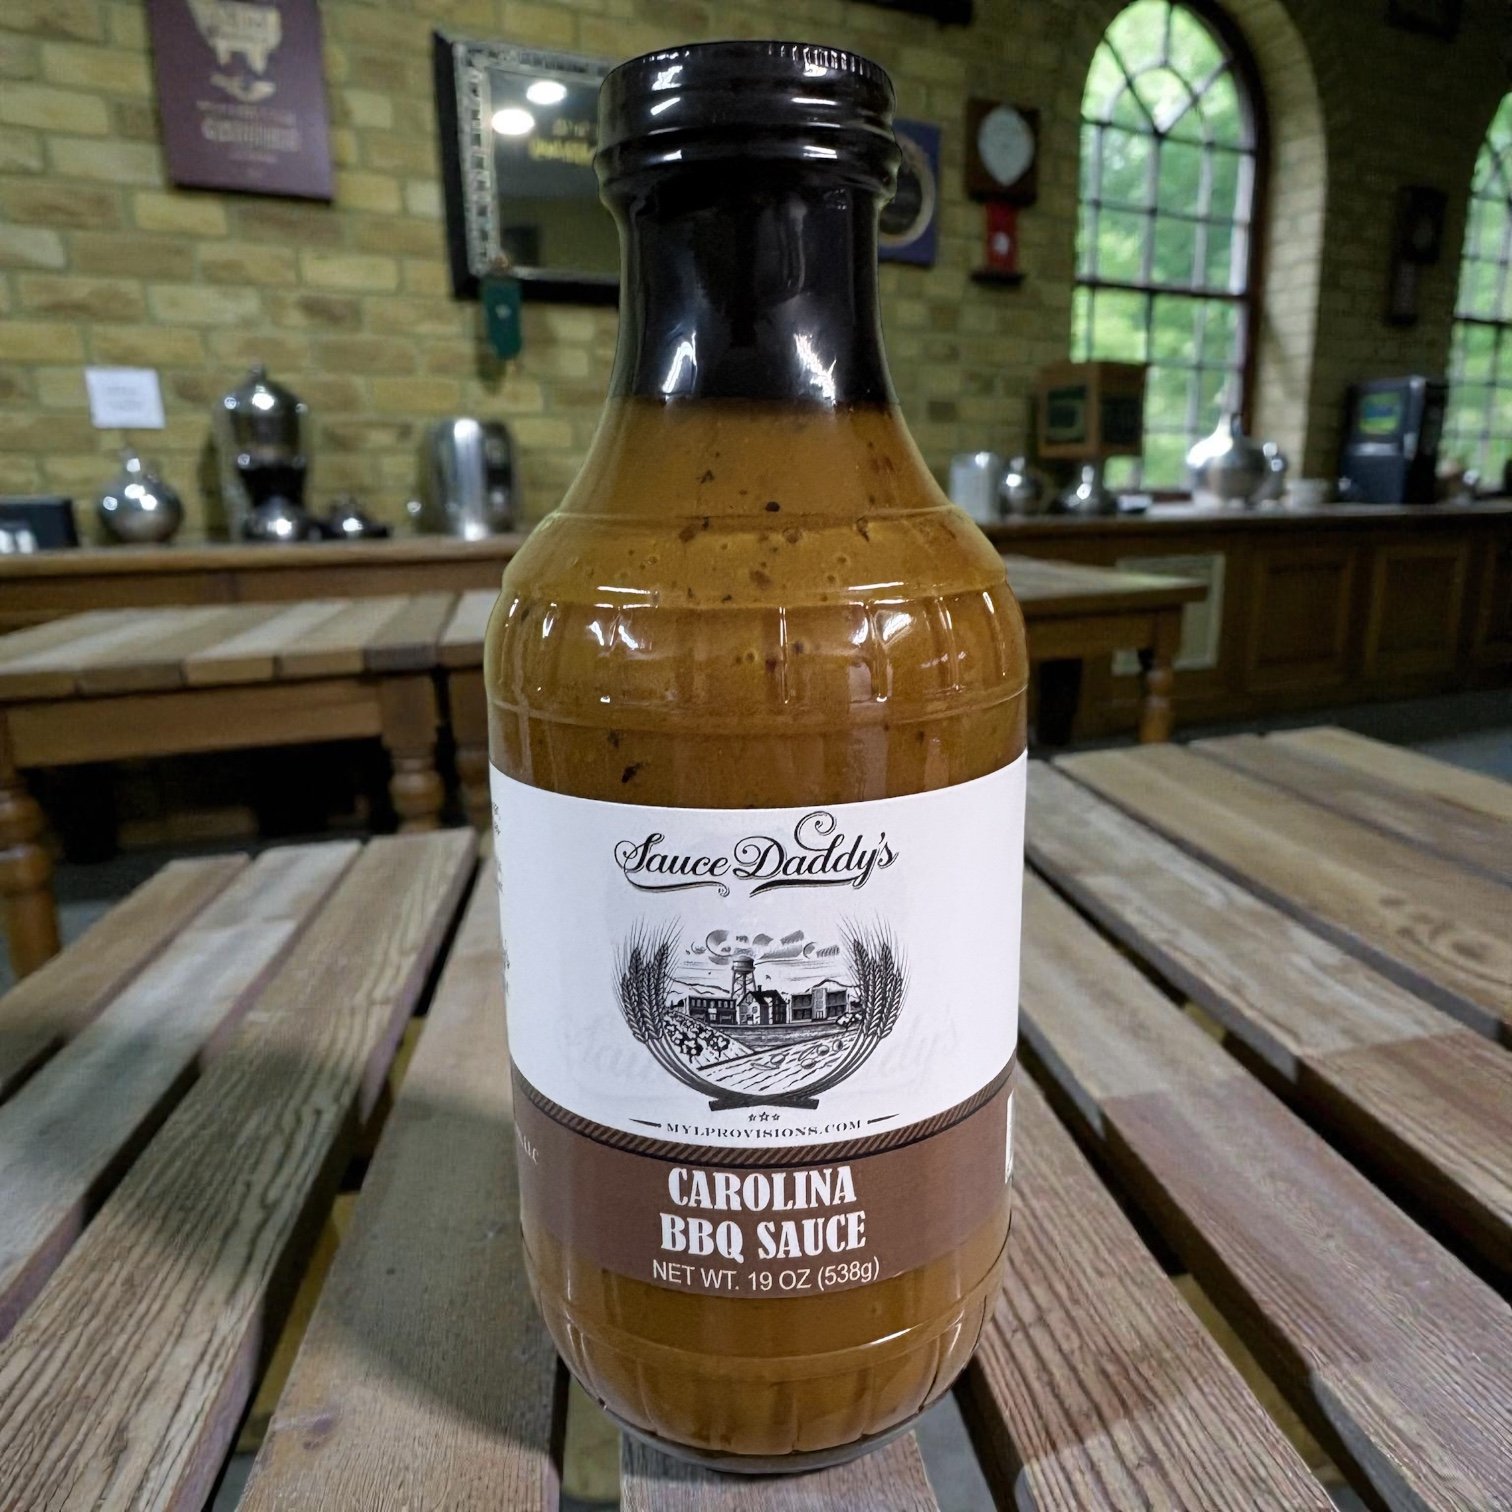 Sauce Daddy's
MYLPROVISIONS.COM
CAROLINA
BBQ SAUCE
NET WT. 19 OZ (538g)